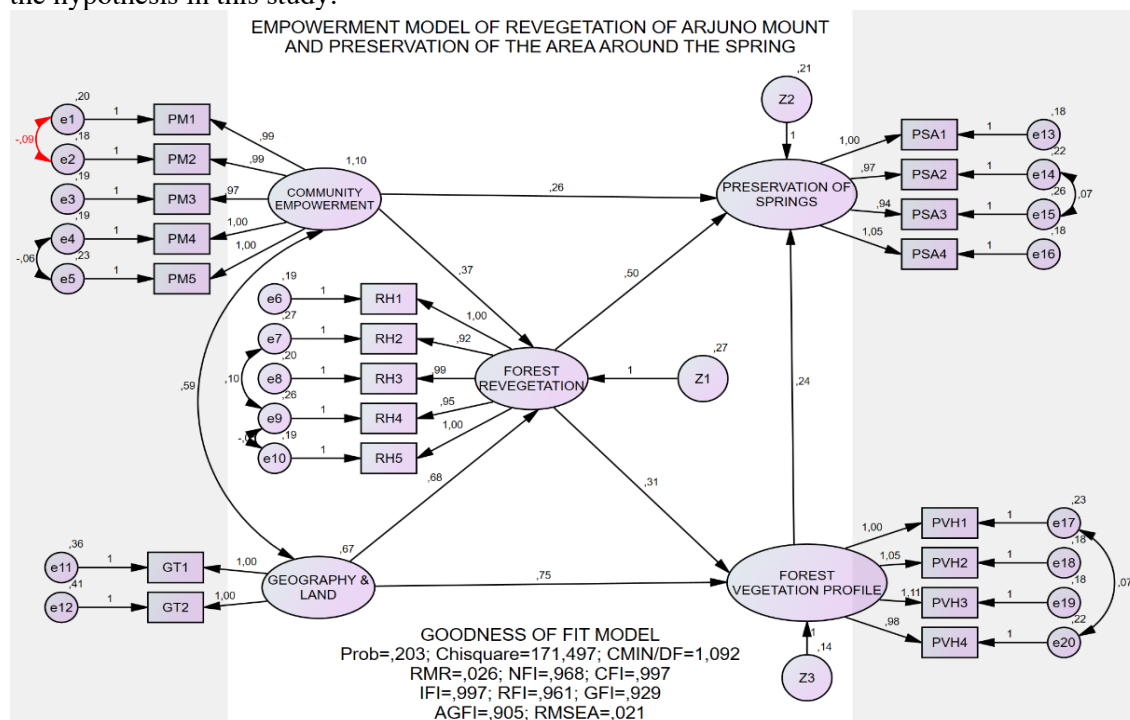 the hypothesis in this study.
EMPOWERMENT MODEL OF REVEGETATION OF ARJUNO MOUNT
AND PRESERVATION OF THE AREA AROUND THE SPRING
,20
e1
1
PM1
,99
-,09
,18
e2
1
PM2
,99
,19
e3
1
PM3
,97
,19
e4
1
PM4
1,00
-,06
,23
e5
1
PM5
1,00
1,10
COMMUNITY
EMPOWERMENT
,26
,37
,59
,21
Z2
1
PRESERVATION OF
SPRINGS
1,00
PSA1
1
,18
e13
,97
PSA2
1
,22
e14
,94
PSA3
1
,26
e15
,07
1,05
PSA4
1
,18
e16
,50
,24
,19
e6
1
RH1
1,00
,27
e7
1
RH2
,92
,20
e8
1
RH3
,99
,10
,26
e9
1
RH4
,95
,19
e10
1
RH5
1,00
FOREST
REVEGETATION
1
,27
Z1
,68
,31
,36
e11
1
GT1
1,00
,41
e12
1
GT2
1,00
,67
GEOGRAPHY &
LAND
,75
FOREST
VEGETATION PROFILE
1,00
PVH1
1
,23
e17
1,05
PVH2
1
,18
e18
1,11
PVH3
1
,18
e19
,98
PVH4
1
,22
e20
,07
1
,14
Z3
GOODNESS OF FIT MODEL
Prob=,203; Chisquare=171,497; CMIN/DF=1,092
RMR=,026; NFI=,968; CFI=,997
IFI=,997; RFI=,961; GFI=,929
AGFI=,905; RMSEA=,021